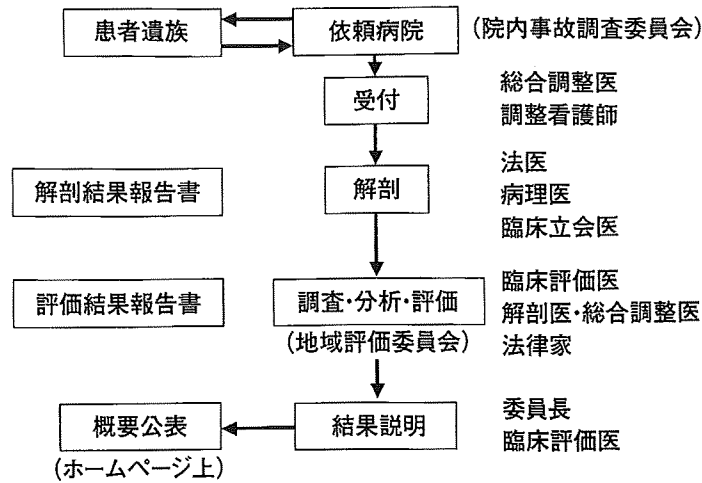 患者遺族
依頼病院
(院内事故調査委員会)
受付
総合調整医
調整看護師
解剖結果報告書
解剖
法医
病理医
臨床立会医
評価結果報告書
調査・分析・評価
(地域評価委員会)
臨床評価医
解剖医・総合調整医
法律家
概要公表
(ホームページ上)
結果説明
委員長
臨床評価医